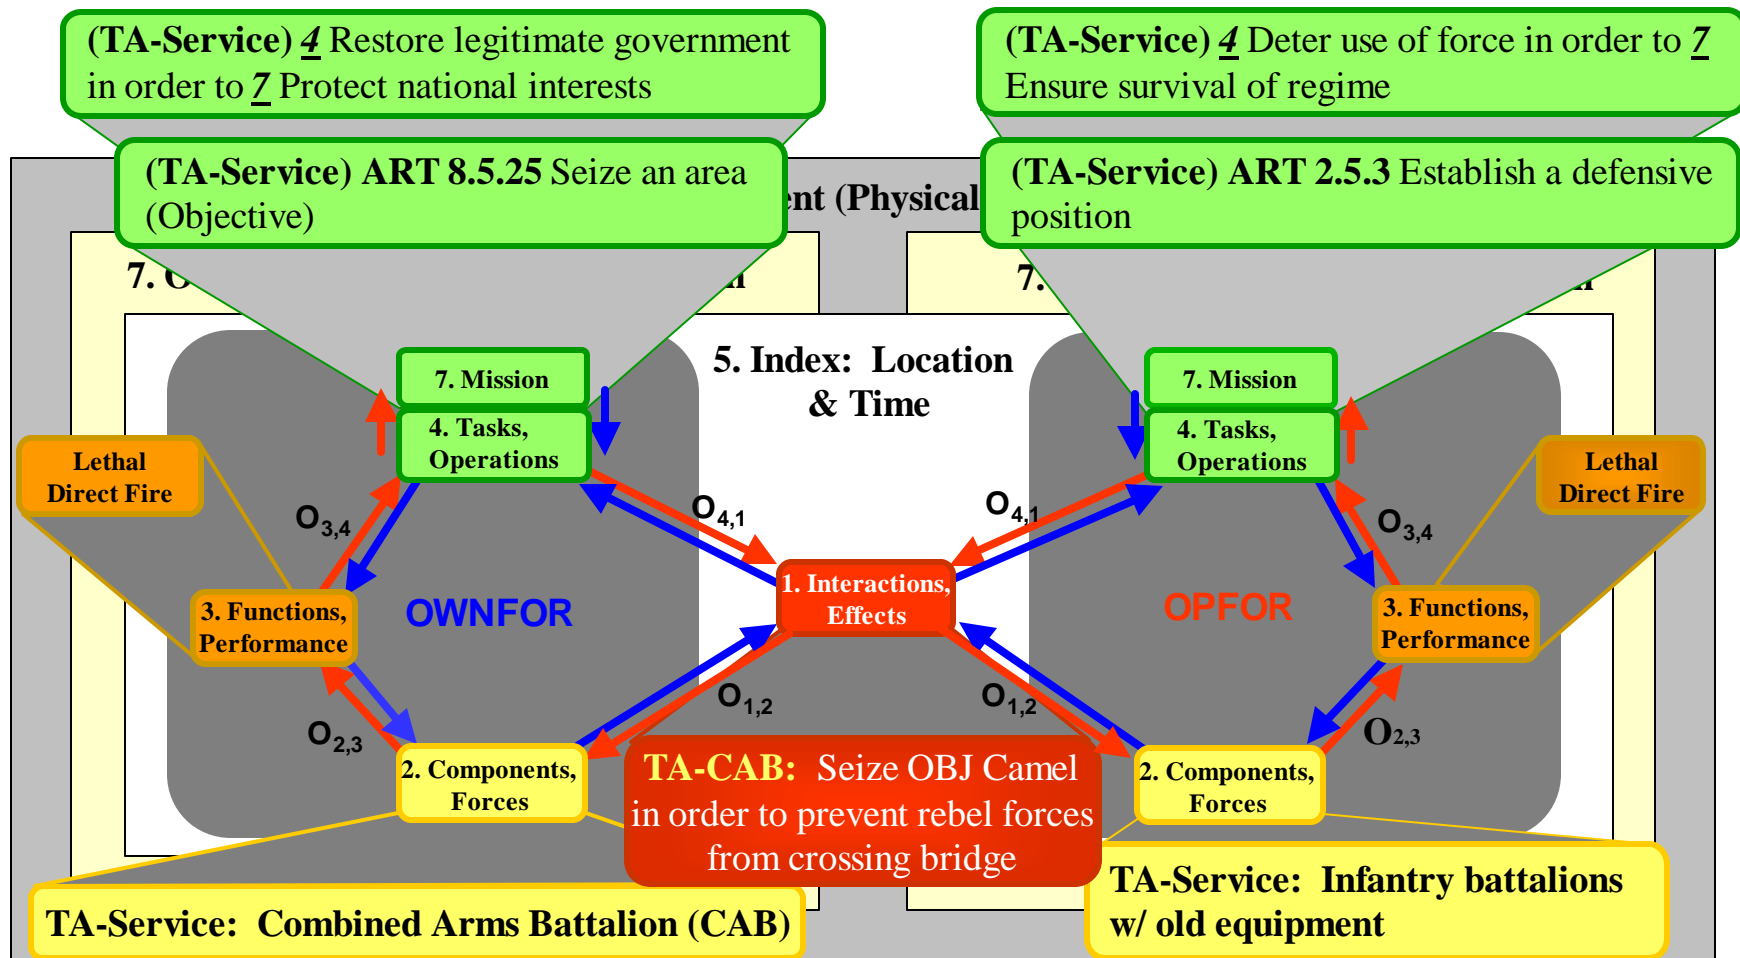 (TA-Service) 4 Restore legitimate government
in order to 7 Protect national interests
(TA-Service) 4 Deter use of force in order to 7
Ensure survival of regime
(TA-Service) ART 8.5.25 Seize an area
(Objective)
(TA-Service) ART 2.5.3 Establish a defensive
position
(Physical
7.
7.
5. Index: Location
& Time
7. Mission
4. Tasks,
Operations
7. Mission
4. Tasks,
Operations
Lethal
Direct Fire
Lethal
Direct Fire
O3,4
O4,1
O4,1
O3,4
1. Interactions,
Effects
3. Functions,
Performance
OWNFOR
OPFOR
3. Functions,
Performance
O2,3
O1,2
O1,2
O2,3
2. Components,
Forces
2. Components,
Forces
TA-CAB: Seize OBJ Camel
in order to prevent rebel forces
from crossing bridge
TA-Service: Combined Arms Battalion (CAB)
TA-Service: Infantry battalions
w/ old equipment